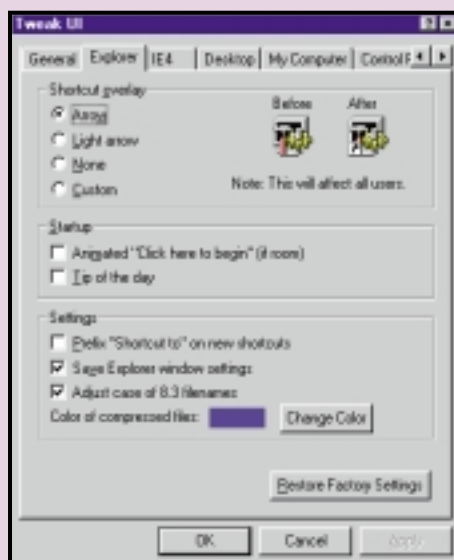 Tweak UI
General Explorer IE4 Desktop My Computer Control P
Shortcut overlay
Arrow
Light arrow
None
Custom
Before After
Note: This will affect all users.
Startup
Animated "Click here to begin" (if room)
Tip of the day
Settings
Prefix "Shortcut to" on new shortcuts
Save Explorer window settings
Adjust case of 8.3 filenames
Color of compressed files: Change Color
Restore Factory Settings
OK Cancel Apply